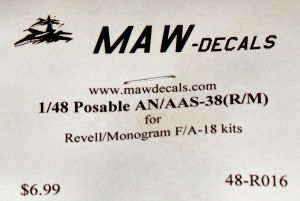 MAW-DECALS
www.mawdecals.com
1/48 Posable AN/AAS-38(R/M)
for
Revell/Monogram F/A-18 kits
$6.99 48-R016